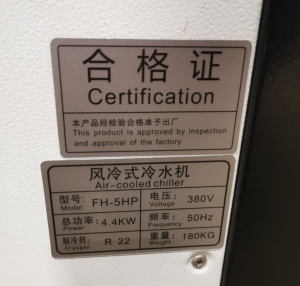 合格证
Certification
本产品经检验合格准予出厂
This product is approved by inspection
and approval of the factory
风冷式冷水机
Air-cooled chiller
型号: FH-5HP 电压: 380V
Model Voltage
总功率: 4.4KW 频率: 50Hz
Power Frequency
制冷剂: R 22 重量: 180KG
Cryogen Weight